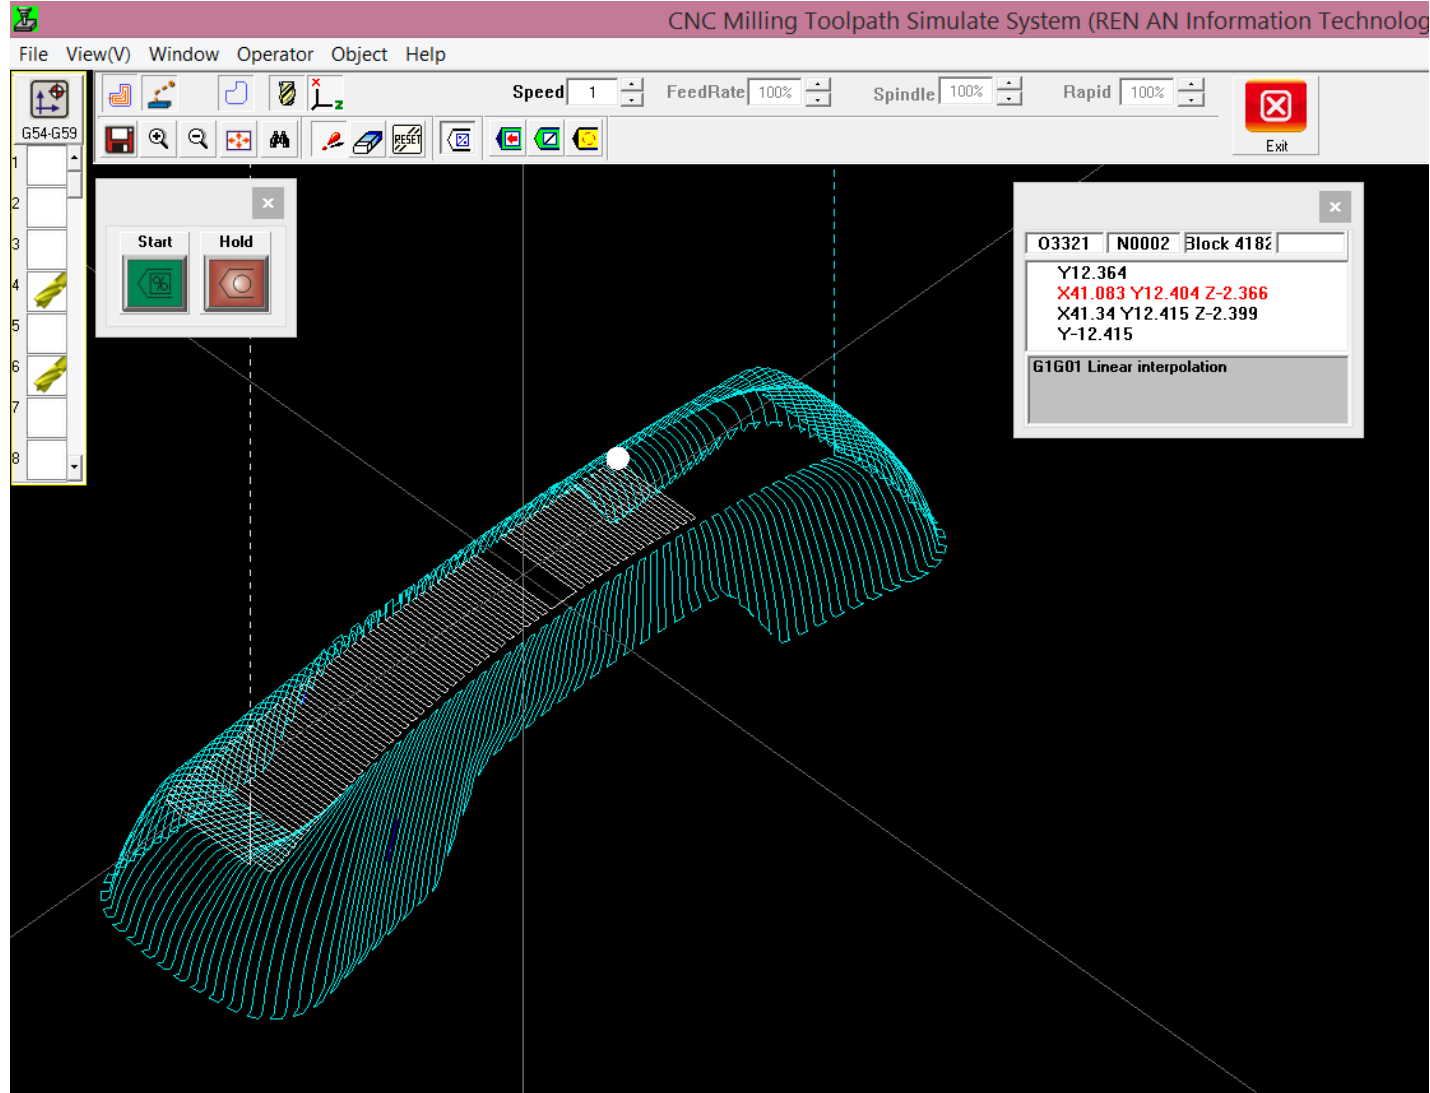 CNC Milling Toolpath Simulate System (REN AN Information Technolog
File View(V) Window Operator Object Help
G54-G59
Speed 1 FeedRate 100% Spindle 100% Rapid 100%
RESET
Exit
1
2
3
4
5
6
7
8
x
z
Start Hold
%
O3321 N0002 Block 4182
Y12.364
X41.083 Y12.404 Z-2.366
X41.34 Y12.415 Z-2.399
Y-12.415
G1G01 Linear interpolation